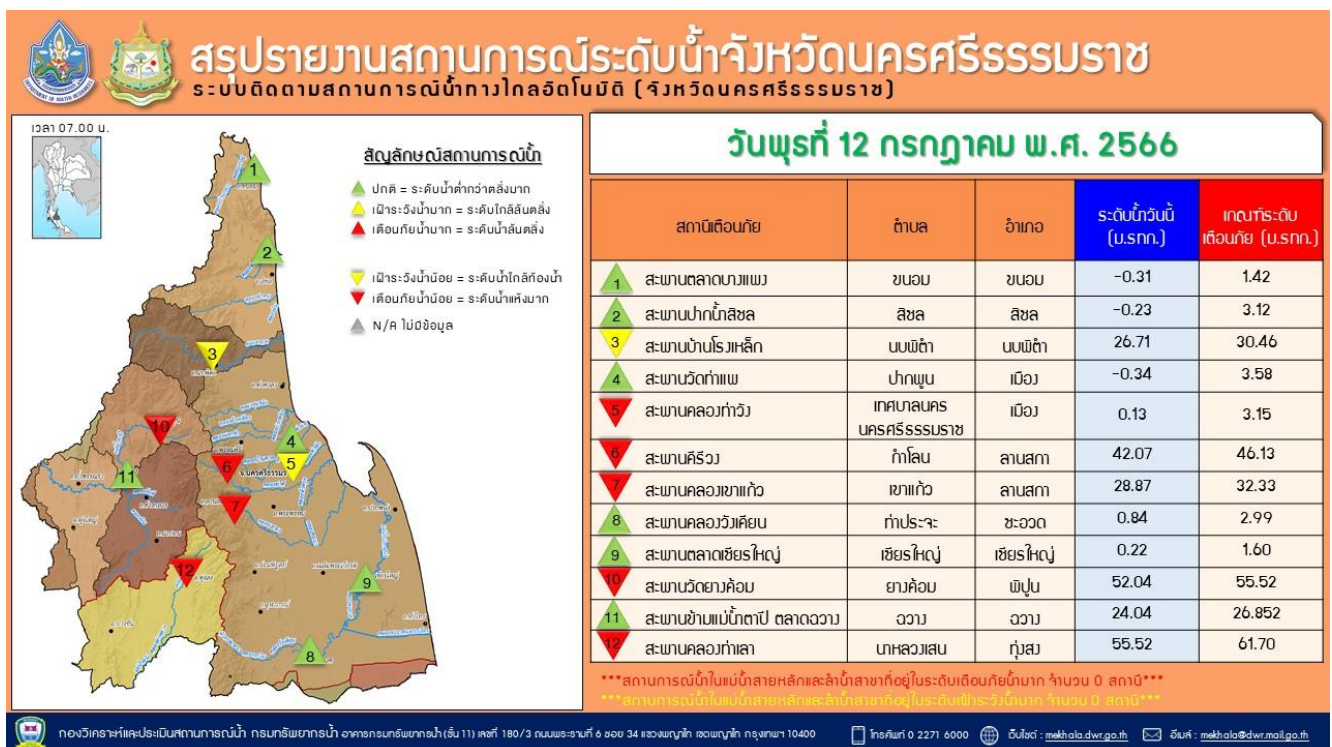 สรุปรายงานสถานการณ์ระดับน้ำจังหวัดนครศรีธรรมราช
ระบบติดตามสถานการณ์น้ำทางไกลอัตโนมัติ (จังหวัดนครศรีธรรมราช)
เวลา 07.00 น.
สัญลักษณ์สถานการณ์น้ำ
ปกติ = ระดับน้ำต่ำกว่าตลิ่งมาก
เฝ้าระวังน้ำมาก = ระดับใกล้ล้นตลิ่ง
เตือนภัยน้ำมาก = ระดับน้ำล้นตลิ่ง
เฝ้าระวังน้ำน้อย = ระดับน้ำใกล้ท้องน้ำ
เตือนภัยน้ำน้อย = ระดับน้ำแห้งมาก
N/A ไม่มีข้อมูล
1
2
3
10
4
11
6
5
7
12
9
8
วันพุธที่ 12 กรกฎาคม พ.ศ. 2566
สถานีเตือนภัย ตำบล อำเภอ ระดับน้ำวันนี้ (ม.รทก.) เกณฑ์ระดับเตือนภัย (ม.รทก.)
1 สะพานตลาดบางแพง ขนอม ขนอม -0.31 1.42
2 สะพานปากน้ำสิชล สิชล สิชล -0.23 3.12
3 สะพานบ้านโรงเหล็ก นบพิตำ นบพิตำ 26.71 30.46
4 สะพานวัดท่าแพ ปากพูน เมือง -0.34 3.58
5 สะพานคลองท่าวัง เทศบาลนครนครศรีธรรมราช เมือง 0.13 3.15
6 สะพานคีรีวง กำโลน ลานสกา 42.07 46.13
7 สะพานคลองเขาแก้ว เขาแก้ว ลานสกา 28.87 32.33
8 สะพานคลองวังเคียน ท่าประจะ ชะอวด 0.84 2.99
9 สะพานตลาดเชียรใหญ่ เชียรใหญ่ เชียรใหญ่ 0.22 1.60
10 สะพานวัดยางค้อม ยางค้อม พิปูน 52.04 55.52
11 สะพานข้ามแม่น้ำตาปี ตลาดฉวาง ฉวาง ฉวาง 24.04 26.852
12 สะพานคลองท่าเลา นาหลวงเสน ทุ่งสง 55.52 61.70
***สถานการณ์น้ำในแม่น้ำสายหลักและลำน้ำสาขาที่อยู่ในระดับเตือนภัยน้ำมาก จำนวน 0 สถานี***
***สถานการณ์น้ำในแม่น้ำสายหลักและลำน้ำสาขาที่อยู่ในระดับเฝ้าระวังน้ำมาก จำนวน 0 สถานี***
กองวิเคราะห์และประเมินสถานการณ์น้ำ กรมทรัพยากรน้ำ อาคารกรมทรัพยากรน้ำ (ชั้น 11) เลขที่ 180/3 ถนนพระรามที่ 6 ซอย 34 แขวงพญาไท เขตพญาไท กรุงเทพฯ 10400 โทรศัพท์ 0 2271 6000 เว็บไซต์ : mekhala.dwr.go.th อีเมล์ : mekhala@dwr.mail.go.th